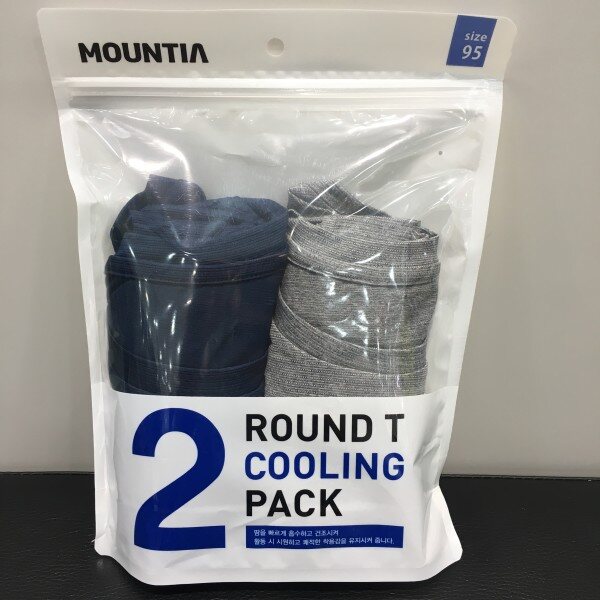 MOUNTIA
size
95
2
ROUND T
COOLING
PACK
땀을 빠르게 흡수하고 건조시켜
활동 시 시원하고 쾌적한 착용감을 유지시켜 줍니다.